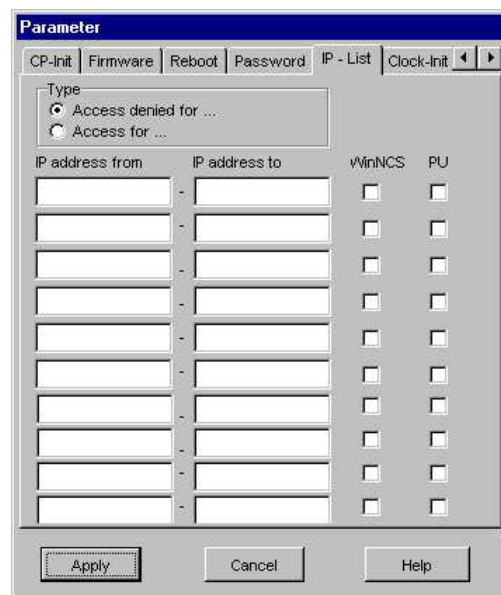 Parameter
CP-Init Firmware Reboot Password IP - List Clock-Init
Type
Access denied for ...
Access for ...
IP address from IP address to WinNCS PU
-
-
-
-
-
-
-
-
-
-
Apply Cancel Help